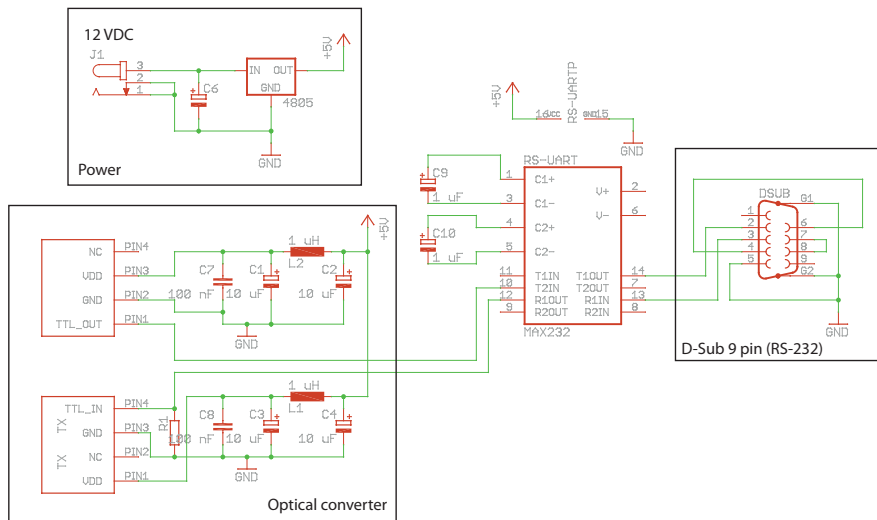 12 VDC
J1
3
2
1
C6
IN OUT
GND
4805
+5V
GND
Power
+5V
16 VCC GND 15
RS-UARTP
GND
RS-UART
C9
1 uF
C10
1 uF
1 C1+
3 C1-
4 C2+
5 C2-
11 T1IN
10 T2IN
12 R1OUT
9 R2OUT
V+ 2
V- 6
T1OUT 14
T2OUT 7
R1IN 13
R2IN 8
MAX232
DSUB
G1
1
2
3
4
5
6
7
8
9
G2
GND
D-Sub 9 pin (RS-232)
+5V
NC PIN4
VDD PIN3
GND PIN2
TTL_OUT PIN1
C7
100 nF
C1
10 uF
1 uH
L2
C2
10 uF
GND
TX
TX
TTL_IN PIN4
GND PIN3
NC PIN2
VDD PIN1
R1
C8
100 nF
C3
10 uF
1 uH
L1
C4
10 uF
GND
Optical converter